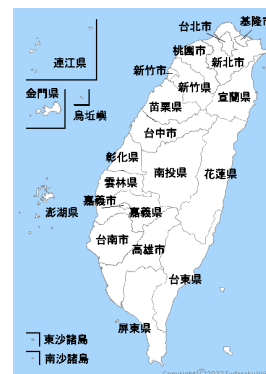 台北市
基隆市
連江県
桃園市
新北市
新竹市
金門県
新竹県
宜蘭県
烏坵嶼
苗栗県
台中市
彰化県
花蓮県
南投県
雲林県
嘉義市
澎湖県
嘉義県
台南市
高雄市
台東県
屏東県
東沙諸島
南沙諸島